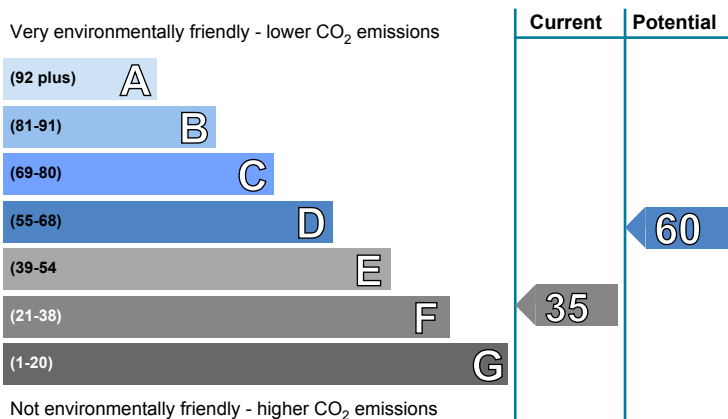 Current Potential
Very environmentally friendly - lower CO₂ emissions
(92 plus) A
(81-91) B
(69-80) C
(55-68) D
60
(39-54 E
(21-38) F
35
(1-20) G
Not environmentally friendly - higher CO₂ emissions